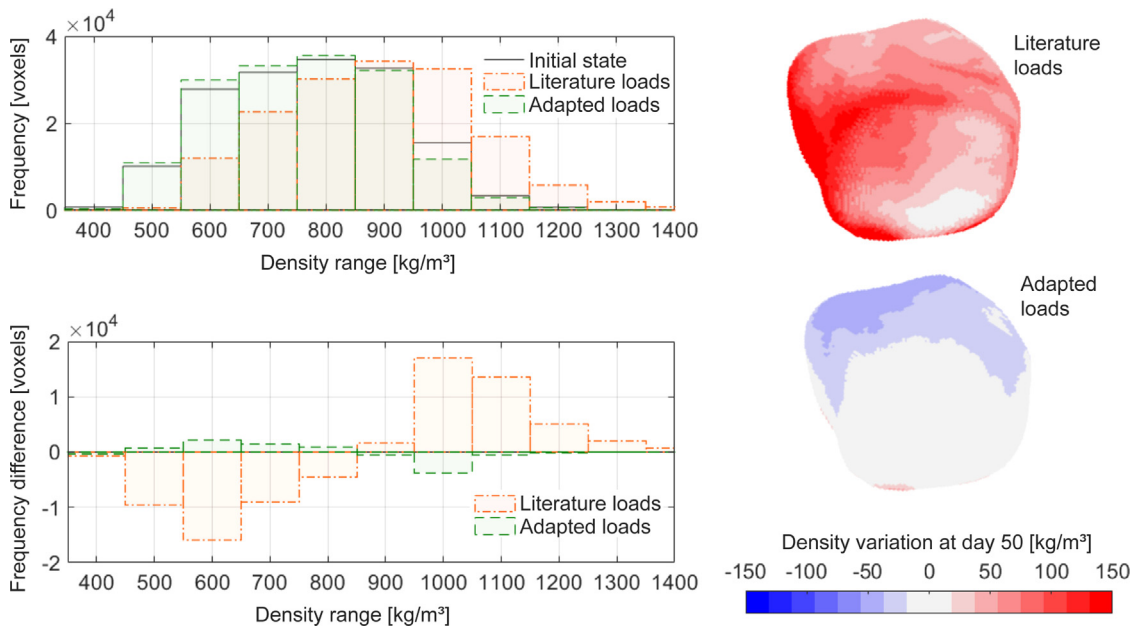 ×10⁴
4
2
0
Frequency [voxels]
Initial state
Literature loads
Adapted loads
400 500 600 700 800 900 1000 1100 1200 1300 1400
Density range [kg/m³]
Literature
loads
×10⁴
2
1
0
-1
-2
Frequency difference [voxels]
Literature loads
Adapted loads
400 500 600 700 800 900 1000 1100 1200 1300 1400
Density range [kg/m³]
Adapted
loads
Density variation at day 50 [kg/m³]
-150 -100 -50 0 50 100 150